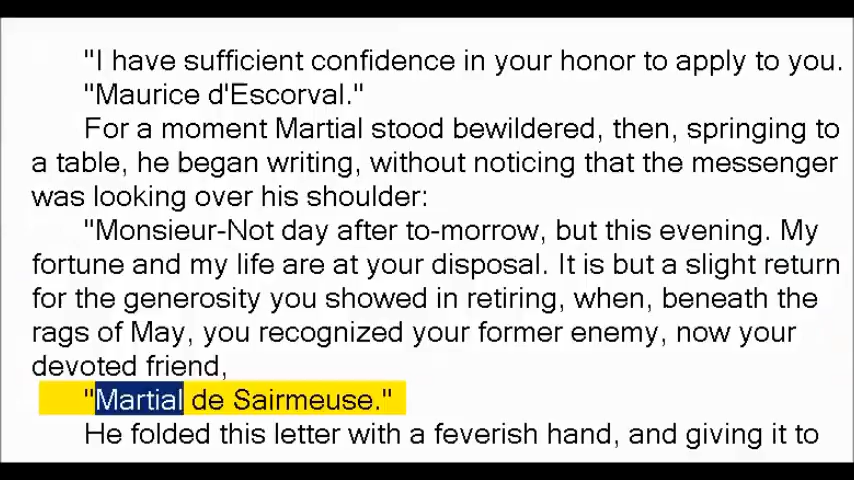 "I have sufficient confidence in your honor to apply to you.
"Maurice d'Escorval."
For a moment Martial stood bewildered, then, springing to
a table, he began writing, without noticing that the messenger
was looking over his shoulder:
"Monsieur-Not day after to-morrow, but this evening. My
fortune and my life are at your disposal. It is but a slight return
for the generosity you showed in retiring, when, beneath the
rags of May, you recognized your former enemy, now your
devoted friend,
"Martial de Sairmeuse."
He folded this letter with a feverish hand, and giving it to